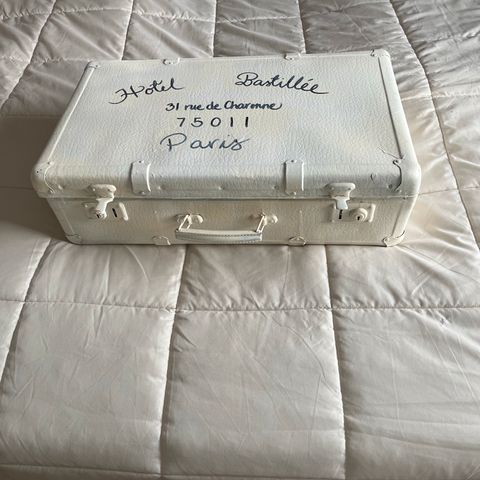 Hotel Bastillée
31 rue de Charonne
75011
Paris